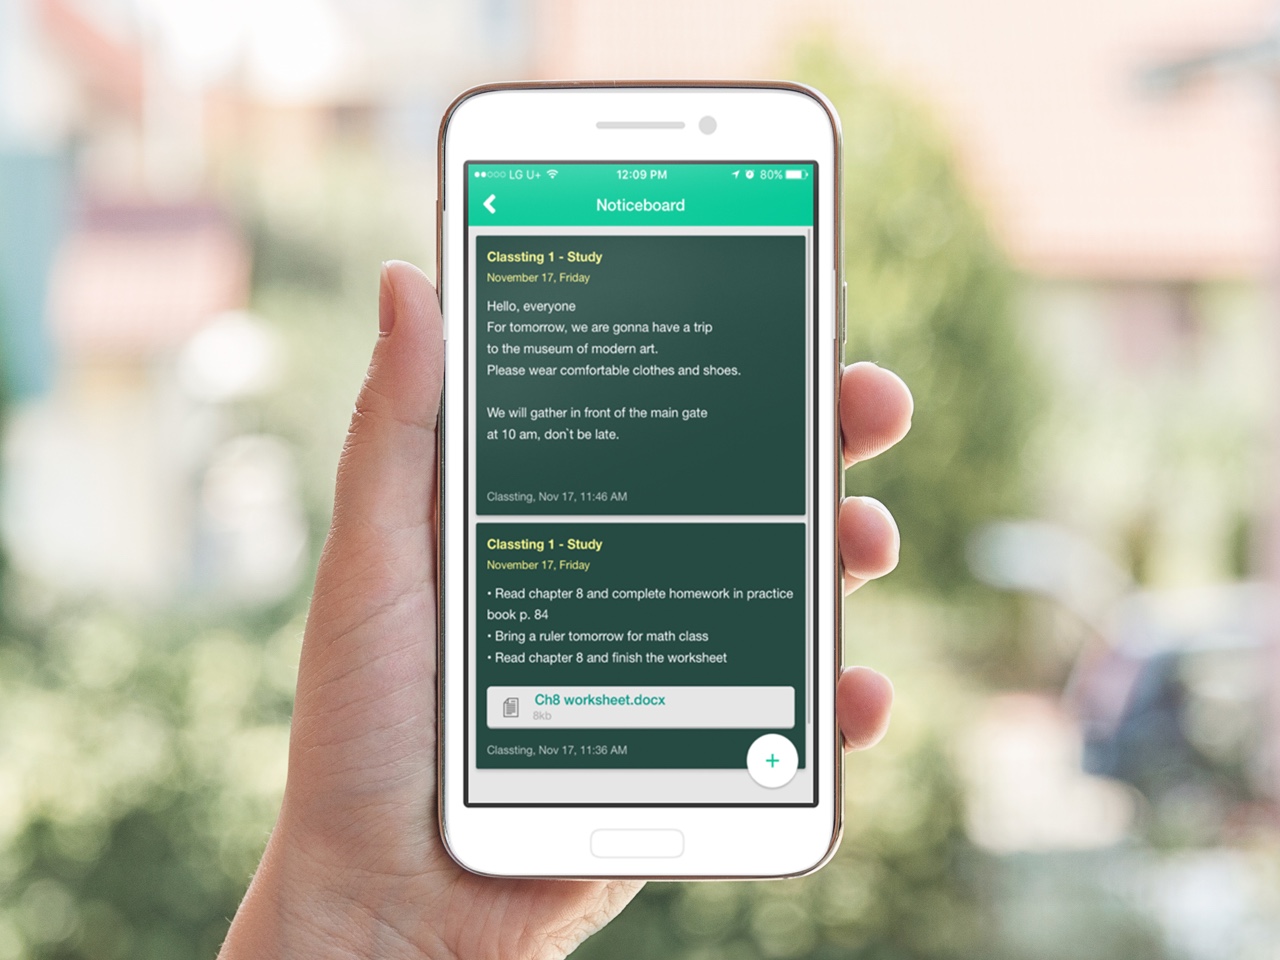 LG U+ 12:09 PM 80%
Noticeboard
Classting 1 - Study
November 17, Friday
Hello, everyone
For tomorrow, we are gonna have a trip
to the museum of modern art.
Please wear comfortable clothes and shoes.
We will gather in front of the main gate
at 10 am, don`t be late.
Classting, Nov 17, 11:46 AM
Classting 1 - Study
November 17, Friday
• Read chapter 8 and complete homework in practice
book p. 84
• Bring a ruler tomorrow for math class
• Read chapter 8 and finish the worksheet
Ch8 worksheet.docx
8kb
Classting, Nov 17, 11:36 AM
+